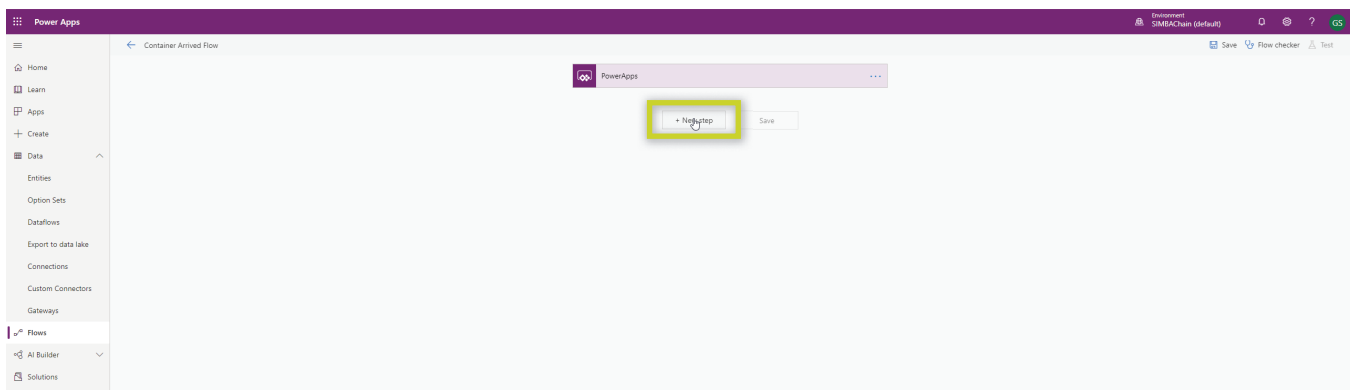 Power Apps
Environment
SIMBAChain (default)
?
GS
Container Arrived Flow
Save
Flow checker
Test
Home
Learn
Apps
Create
Data
Entities
Option Sets
Dataflows
Export to data lake
Connections
Custom Connectors
Gateways
Flows
AI Builder
Solutions
PowerApps
...
+ New step
Save